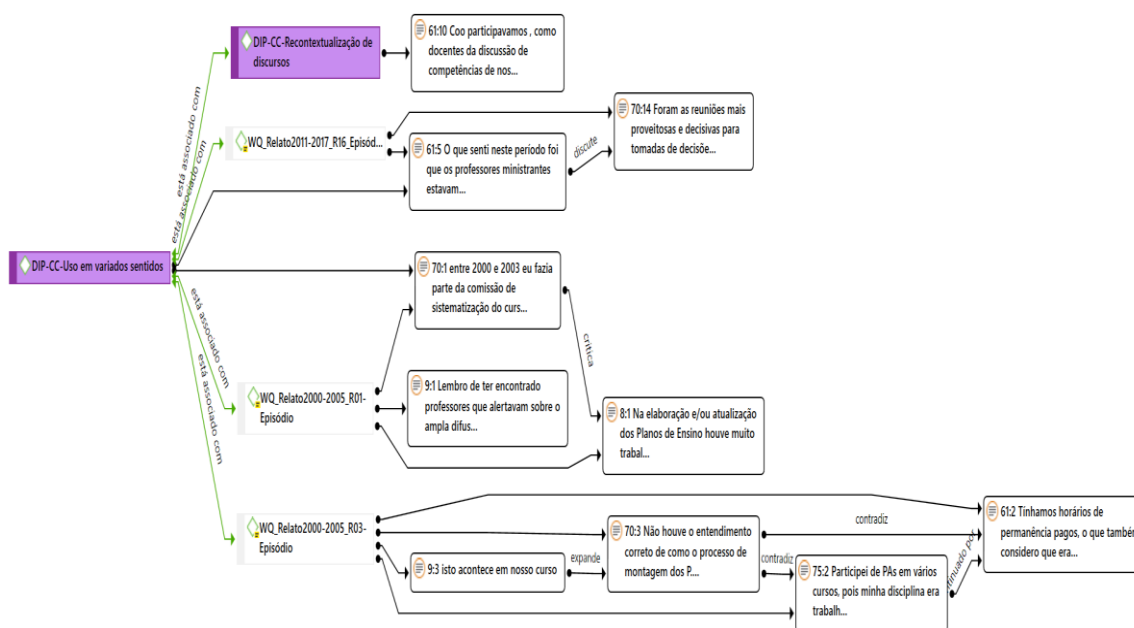 DIP-CC-Recontextualização de
discursos
61:10 Coo participavamos , como
docentes da discussão de
competências de nos...
está associado com
está associado com
WQ_Relato2011-2017_R16_Episód...
61:5 O que senti neste período foi
que os professores ministrantes
estavam...
discute
70:14 Foram as reuniões mais
proveitosas e decisivas para
tomadas de decisõe...
DIP-CC-Uso em variados sentidos
70:1 entre 2000 e 2003 eu fazia
parte da comissão de
sistematização do curs...
está associado com
está associado com
critica
WQ_Relato2000-2005_R01-
Episódio
9:1 Lembro de ter encontrado
professores que alertavam sobre o
ampla difus...
8:1 Na elaboração e/ou atualização
dos Planos de Ensino houve muito
trabal...
WQ_Relato2000-2005_R03-
Episódio
9:3 isto acontece em nosso curso
expande
70:3 Não houve o entendimento
correto de como o processo de
montagem dos P....
contradiz
contradiz
75:2 Participei de PAs em vários
cursos, pois minha disciplina era
trabalh...
61:2 Tínhamos horários de
permanência pagos, o que também
considero que era...